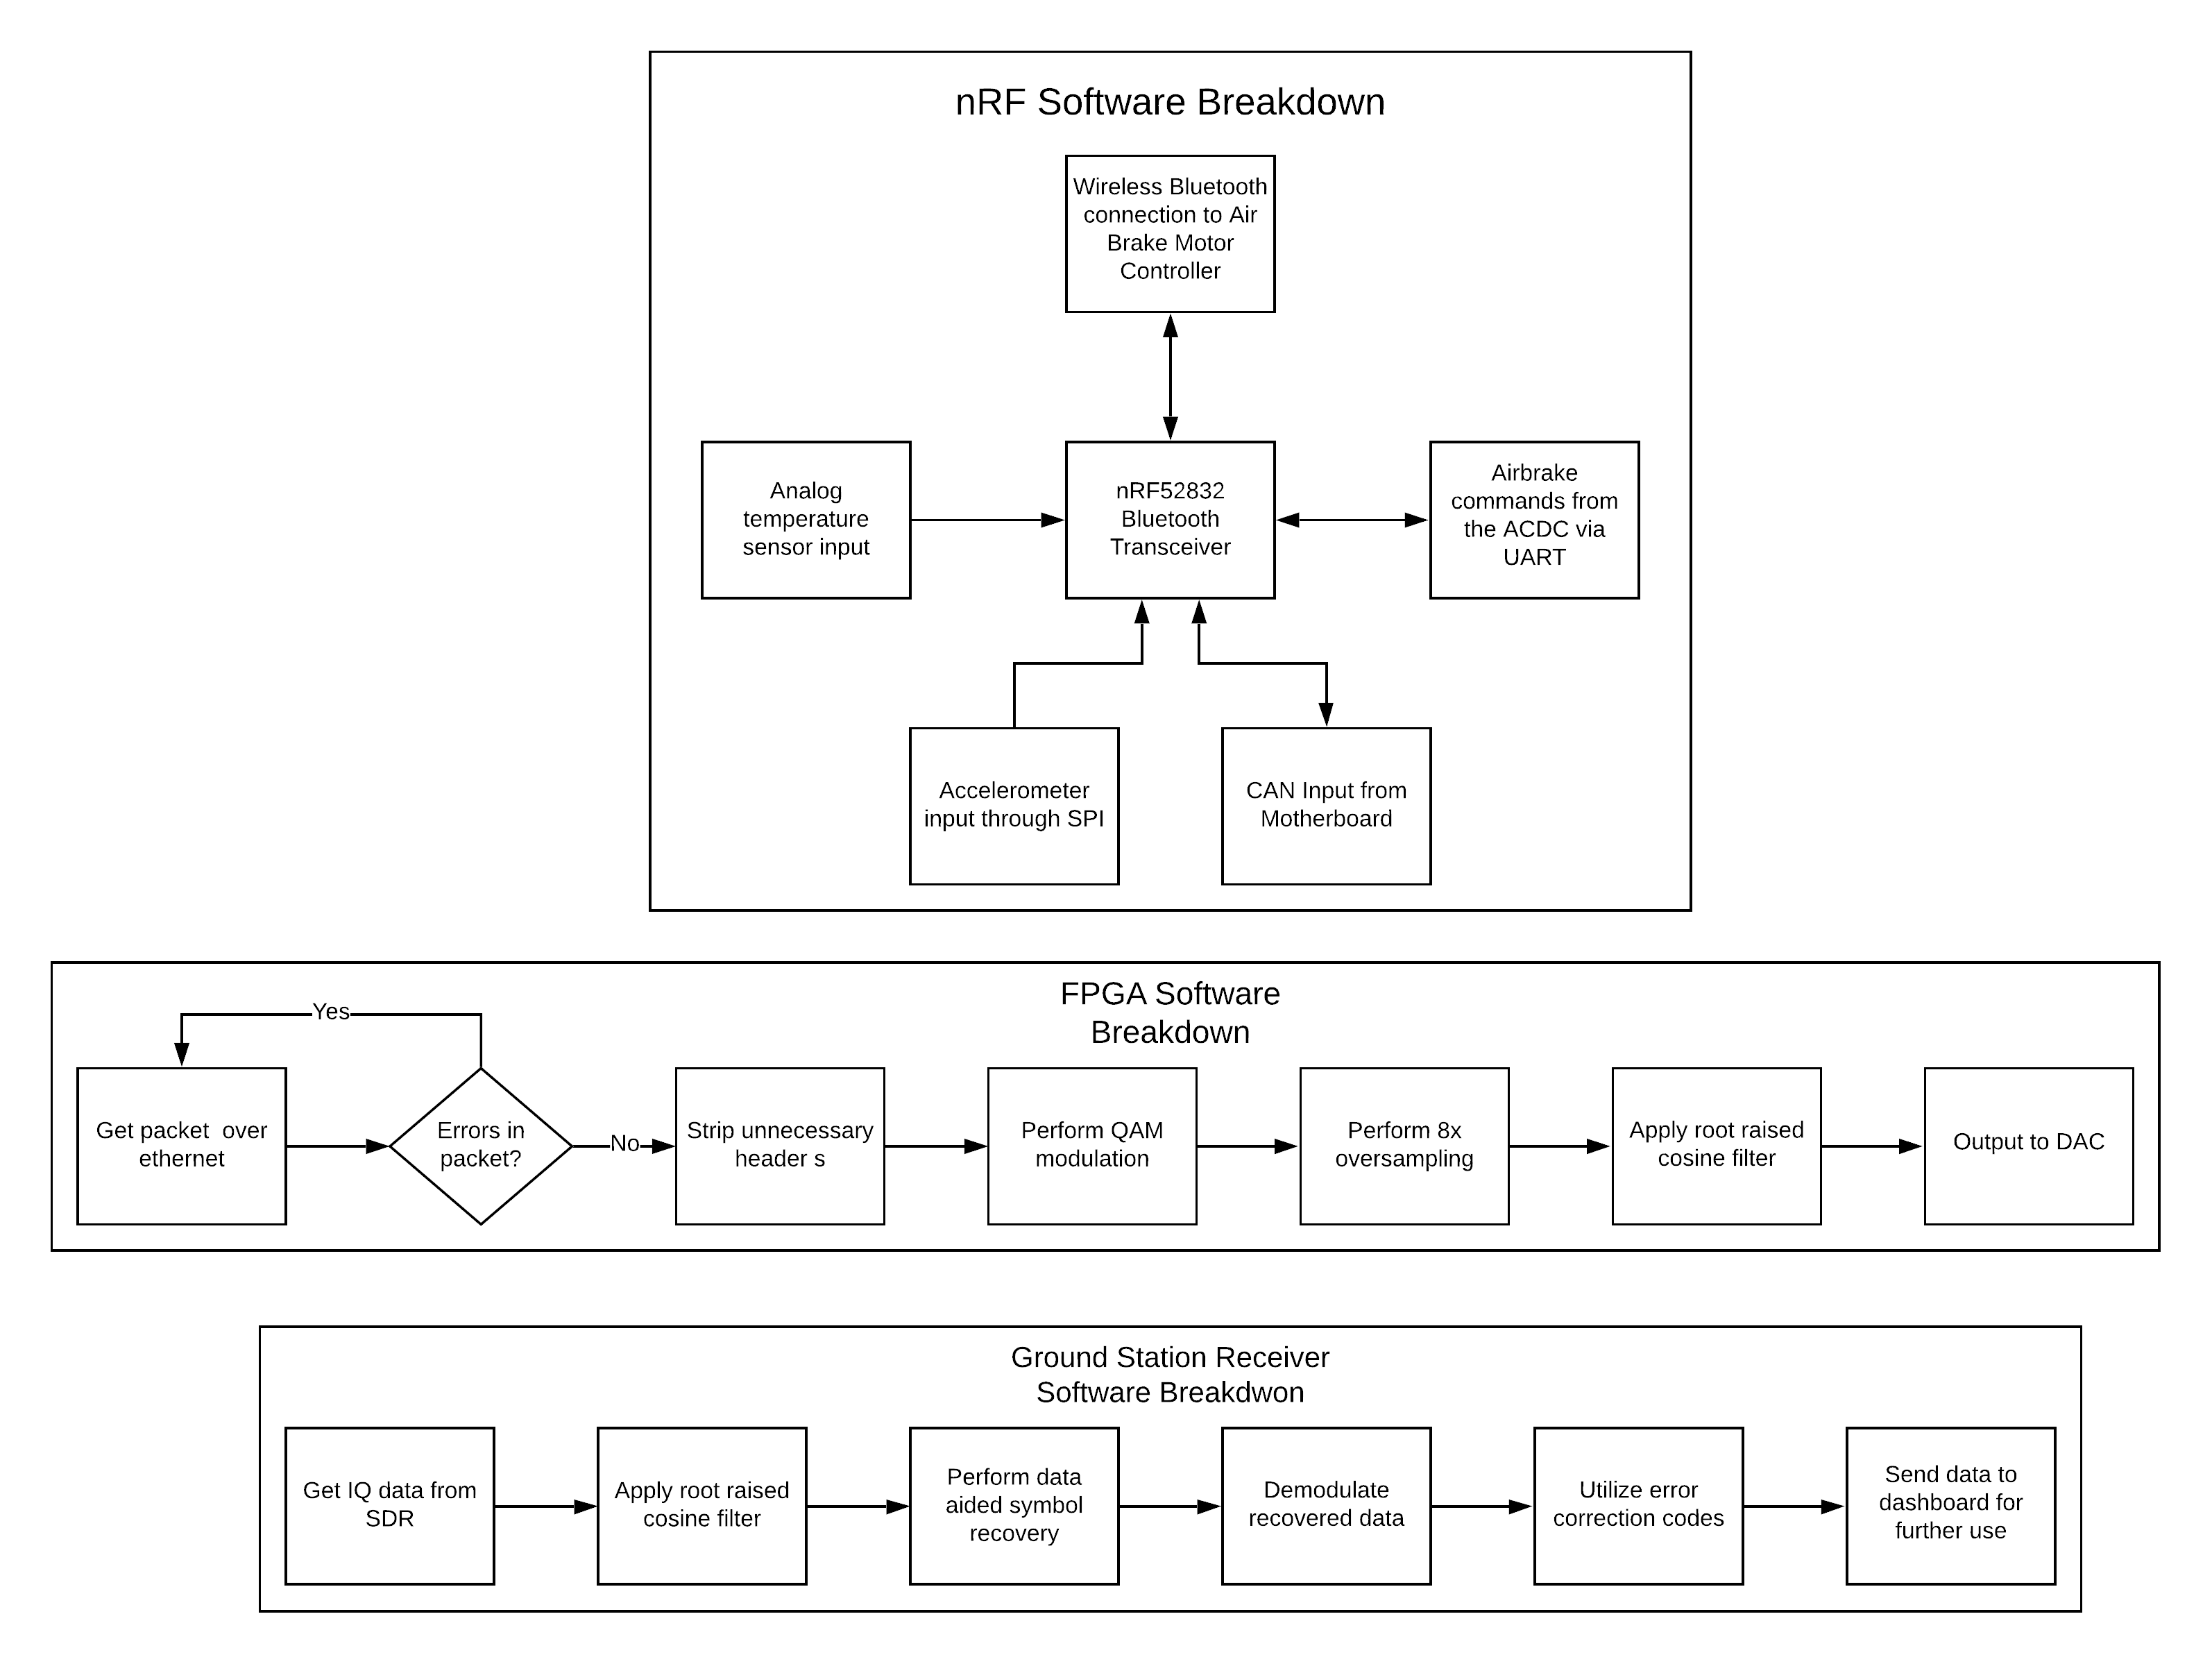 nRF Software Breakdown
Wireless Bluetooth
connection to Air
Brake Motor
Controller
Analog
temperature
sensor input
nRF52832
Bluetooth
Transceiver
Airbrake
commands from
the ACDC via
UART
Accelerometer
input through SPI
CAN Input from
Motherboard
FPGA Software
Breakdown
Yes
Get packet  over
ethernet
Errors in
packet?
No
Strip unnecessary
header s
Perform QAM
modulation
Perform 8x
oversampling
Apply root raised
cosine filter
Output to DAC
Ground Station Receiver
Software Breakdwon
Get IQ data from
SDR
Apply root raised
cosine filter
Perform data
aided symbol
recovery
Demodulate
recovered data
Utilize error
correction codes
Send data to
dashboard for
further use